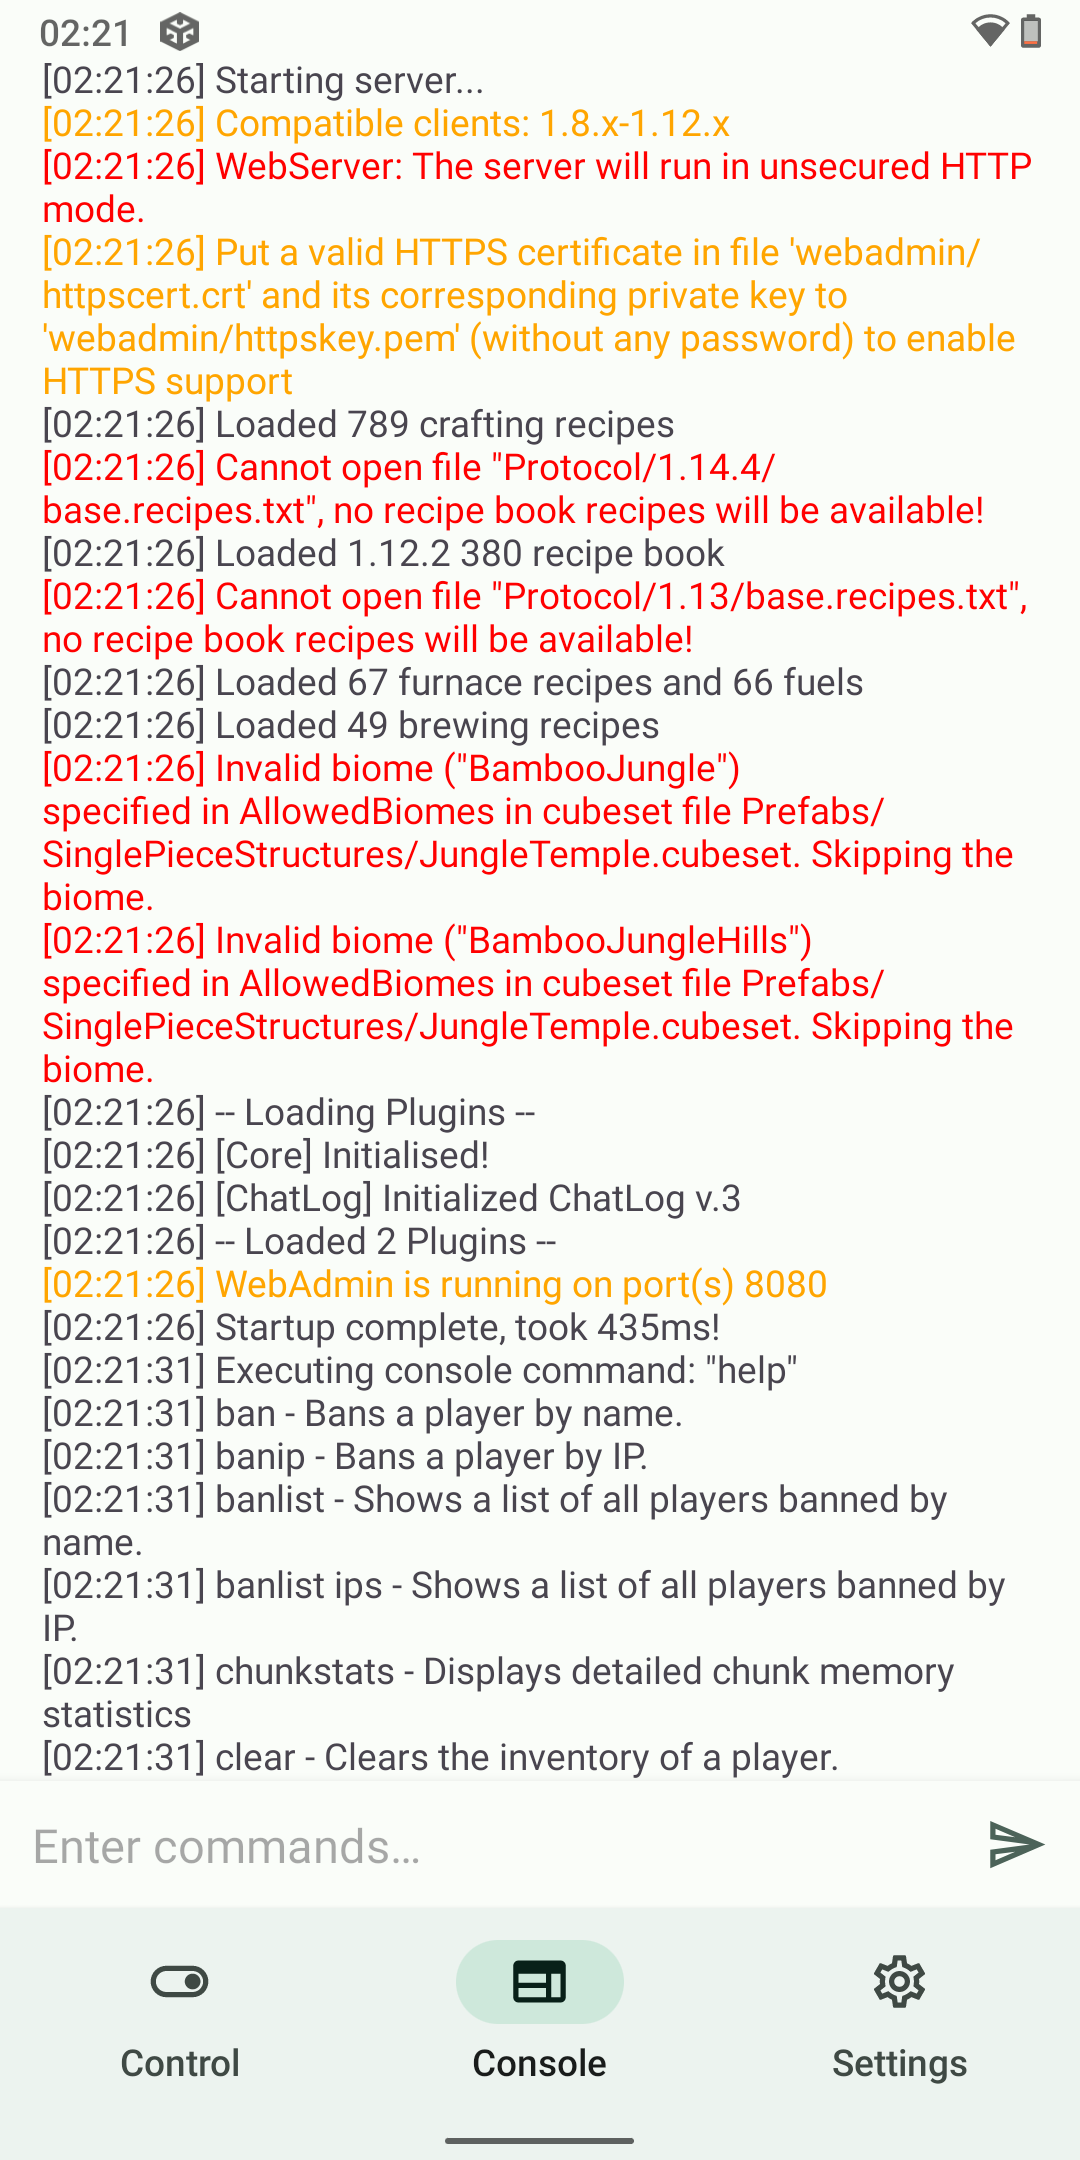 02:21
[02:21:26] Starting server...
[02:21:26] Compatible clients: 1.8.x-1.12.x
[02:21:26] WebServer: The server will run in unsecured HTTP
mode.
[02:21:26] Put a valid HTTPS certificate in file 'webadmin/
httpscert.crt' and its corresponding private key to
'webadmin/httpskey.pem' (without any password) to enable
HTTPS support
[02:21:26] Loaded 789 crafting recipes
[02:21:26] Cannot open file "Protocol/1.14.4/
base.recipes.txt", no recipe book recipes will be available!
[02:21:26] Loaded 1.12.2 380 recipe book
[02:21:26] Cannot open file "Protocol/1.13/base.recipes.txt",
no recipe book recipes will be available!
[02:21:26] Loaded 67 furnace recipes and 66 fuels
[02:21:26] Loaded 49 brewing recipes
[02:21:26] Invalid biome ("BambooJungle")
specified in AllowedBiomes in cubeset file Prefabs/
SinglePieceStructures/JungleTemple.cubeset. Skipping the
biome.
[02:21:26] Invalid biome ("BambooJungleHills")
specified in AllowedBiomes in cubeset file Prefabs/
SinglePieceStructures/JungleTemple.cubeset. Skipping the
biome.
[02:21:26] -- Loading Plugins --
[02:21:26] [Core] Initialised!
[02:21:26] [ChatLog] Initialized ChatLog v.3
[02:21:26] -- Loaded 2 Plugins --
[02:21:26] WebAdmin is running on port(s) 8080
[02:21:26] Startup complete, took 435ms!
[02:21:31] Executing console command: "help"
[02:21:31] ban - Bans a player by name.
[02:21:31] banip - Bans a player by IP.
[02:21:31] banlist - Shows a list of all players banned by
name.
[02:21:31] banlist ips - Shows a list of all players banned by
IP.
[02:21:31] chunkstats - Displays detailed chunk memory
statistics
[02:21:31] clear - Clears the inventory of a player.
Enter commands...
Control
Console
Settings